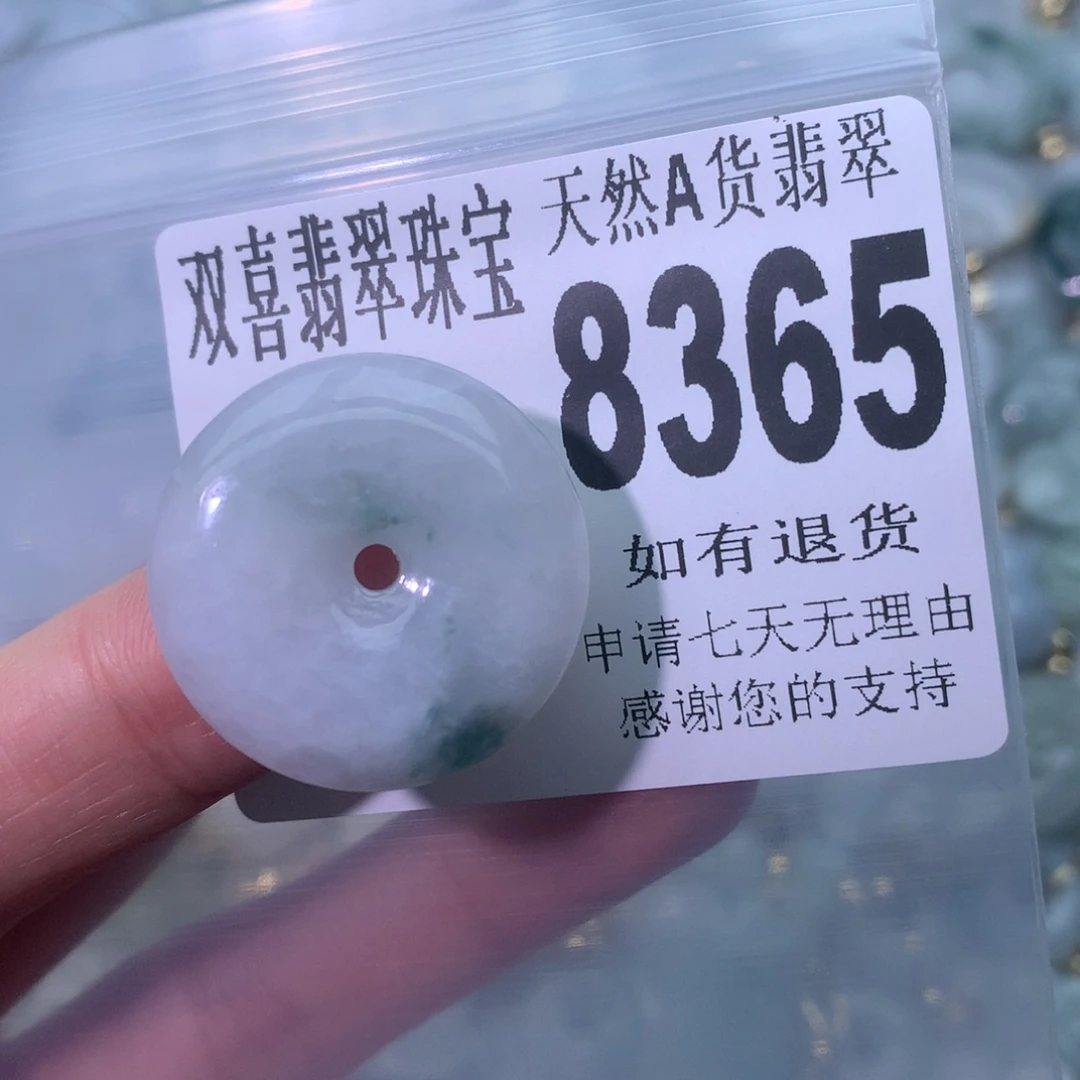 双喜翡翠珠宝 天然A货翡翠
8365
如有退货
申请七天无理由
感谢您的支持